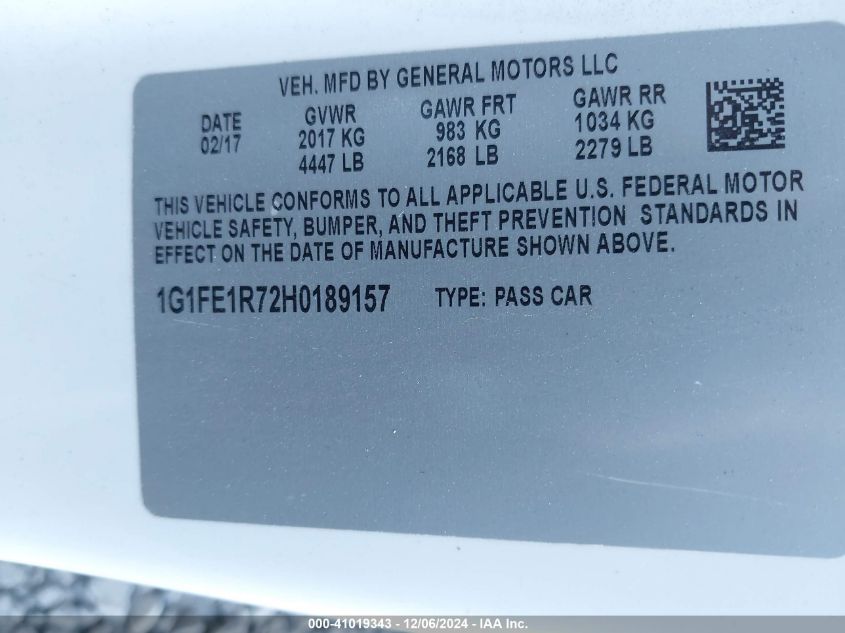 VEH. MFD BY GENERAL MOTORS LLC
DATE GVWR GAWR FRT GAWR RR
02/17 2017 KG 983 KG 1034 KG
4447 LB 2168 LB 2279 LB
THIS VEHICLE CONFORMS TO ALL APPLICABLE U.S. FEDERAL MOTOR
VEHICLE SAFETY, BUMPER, AND THEFT PREVENTION STANDARDS IN
EFFECT ON THE DATE OF MANUFACTURE SHOWN ABOVE.
1G1FE1R72H0189157 TYPE: PASS CAR
000-41019343 - 12/06/2024 - IAA Inc.